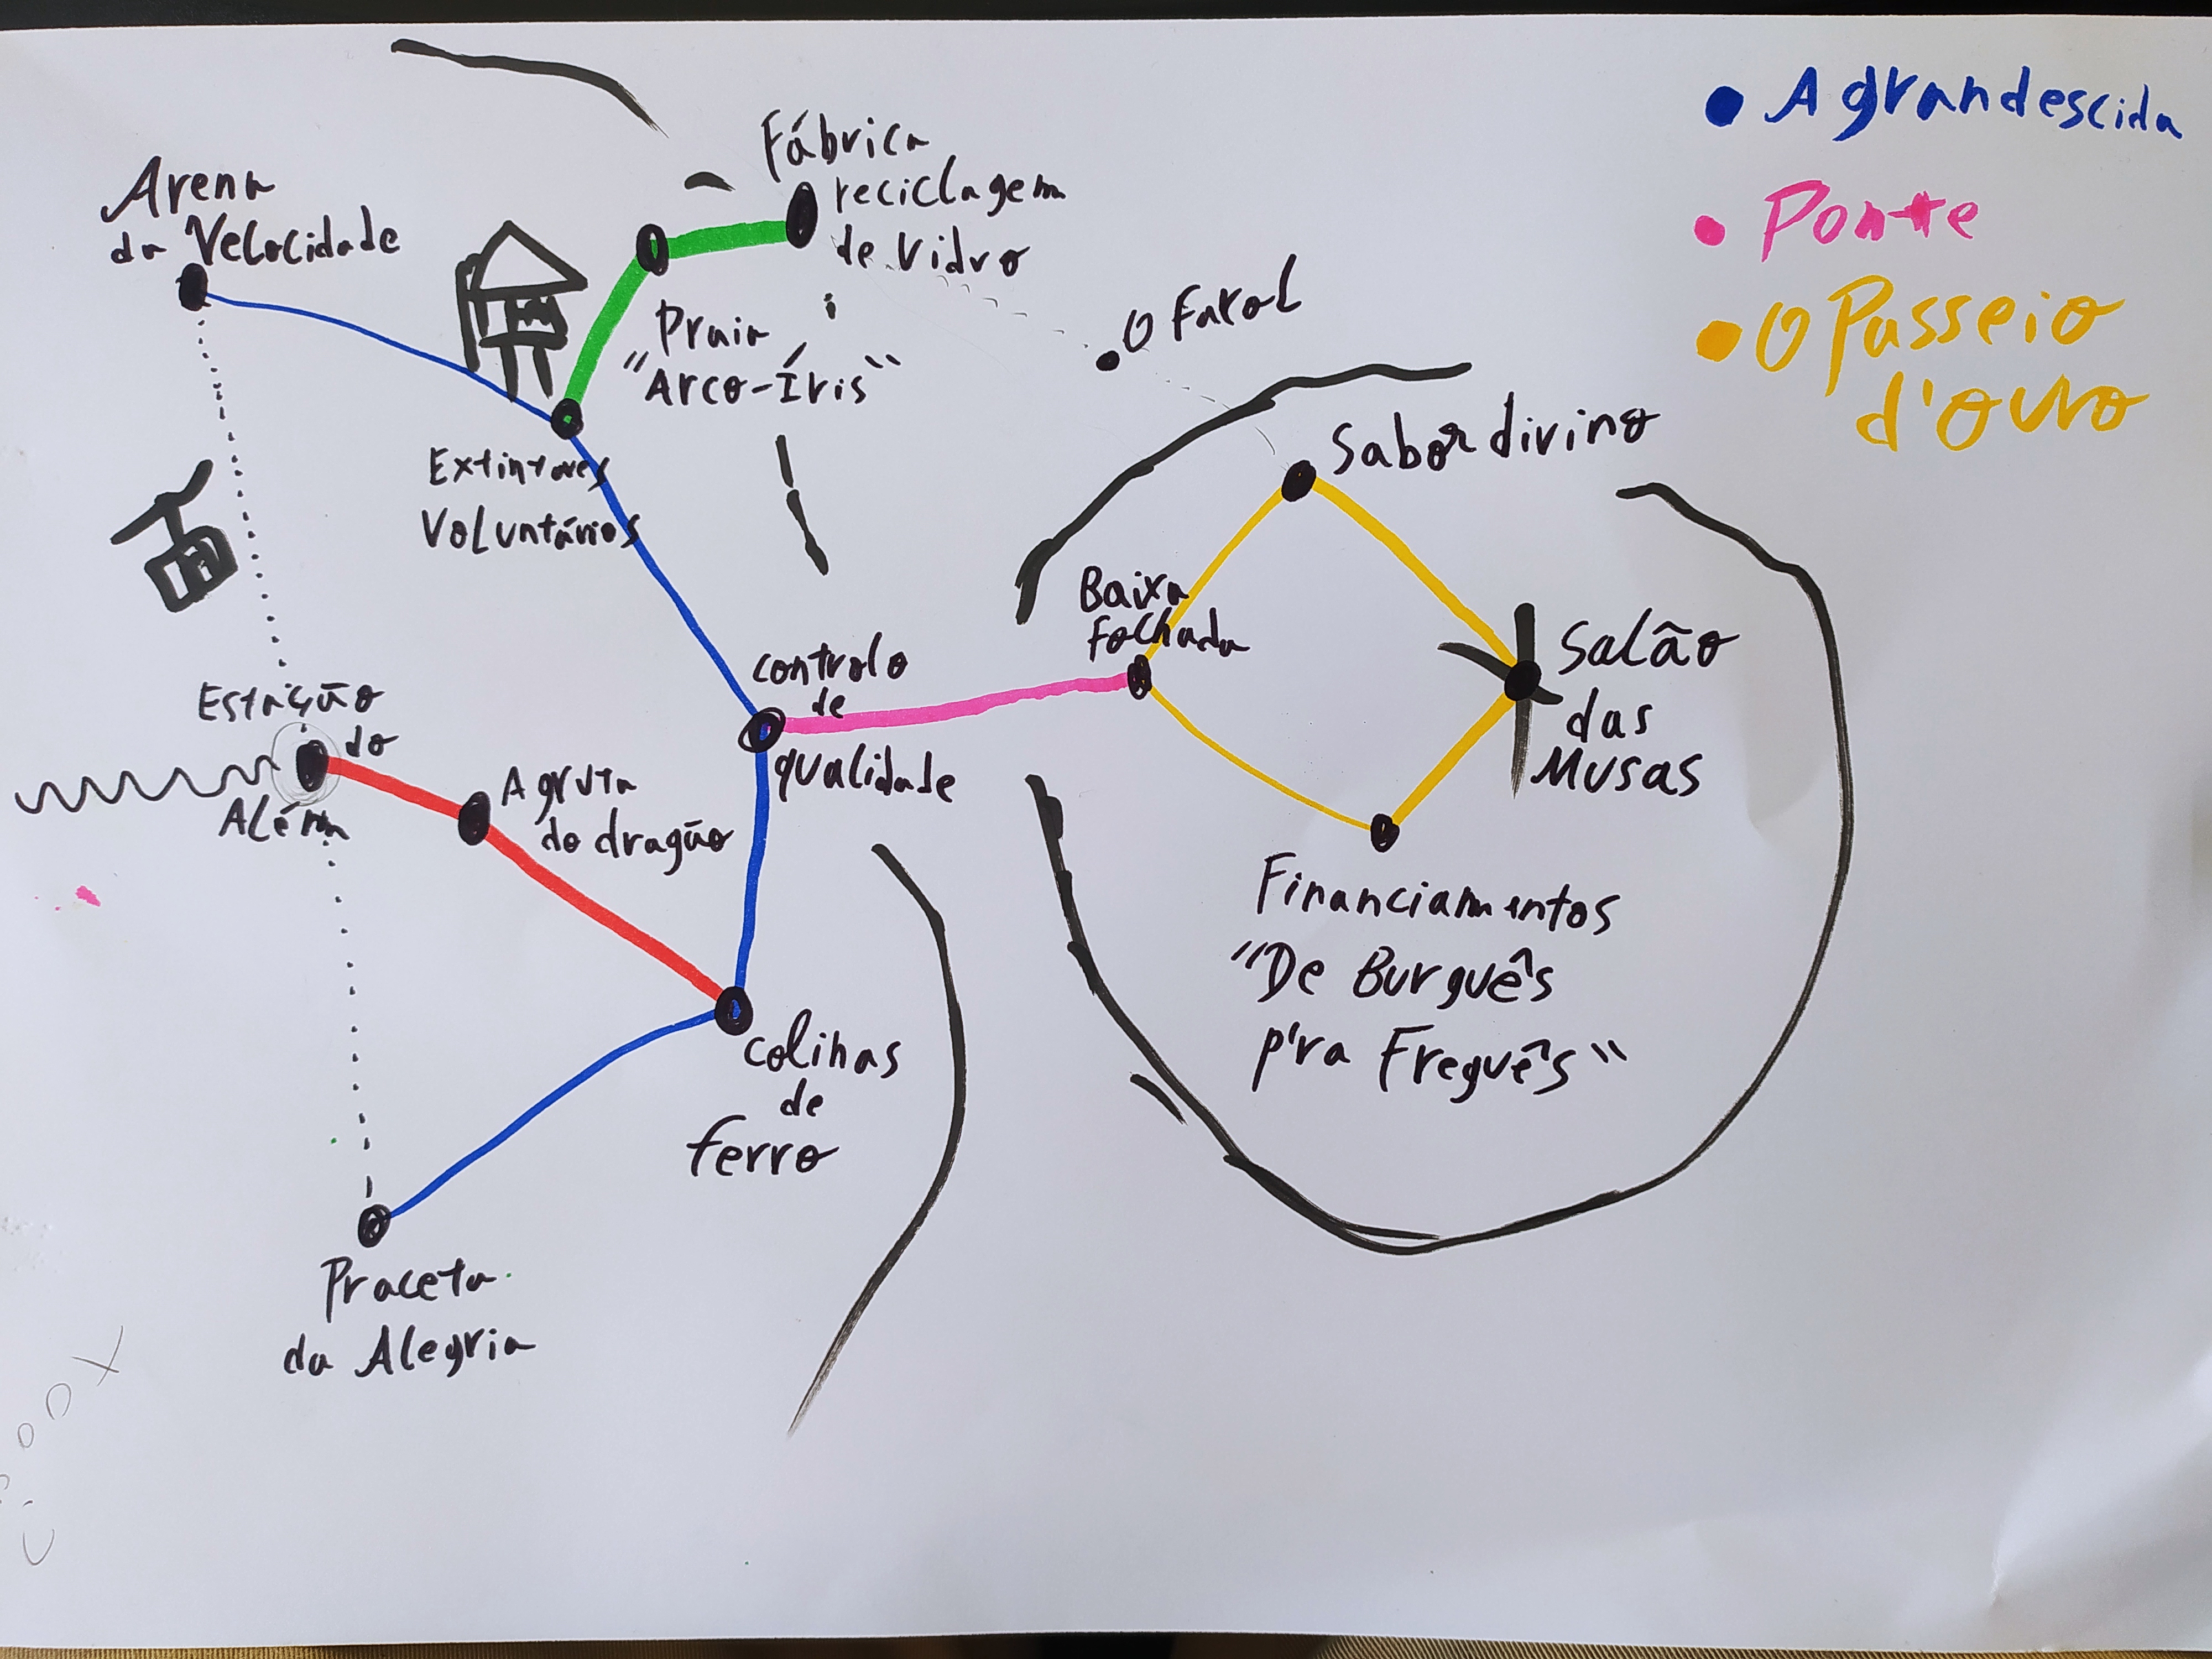 A grandescida
Ponte
O Passeio
d'ouro
Fábrica
reciclagem
de vidro
Arena
da Velocidade
Praia
"Arco-Íris"
O Farol
Sabor divino
Extintores
Voluntários
Baixa
Folhada
Salão
das
Musas
controlo
de
qualidade
Estação
do
Além
A gruta
do dragão
Financiamentos
"De Burguês
p'ra Freguês"
colinas
de
ferro
Praceta
da Alegria